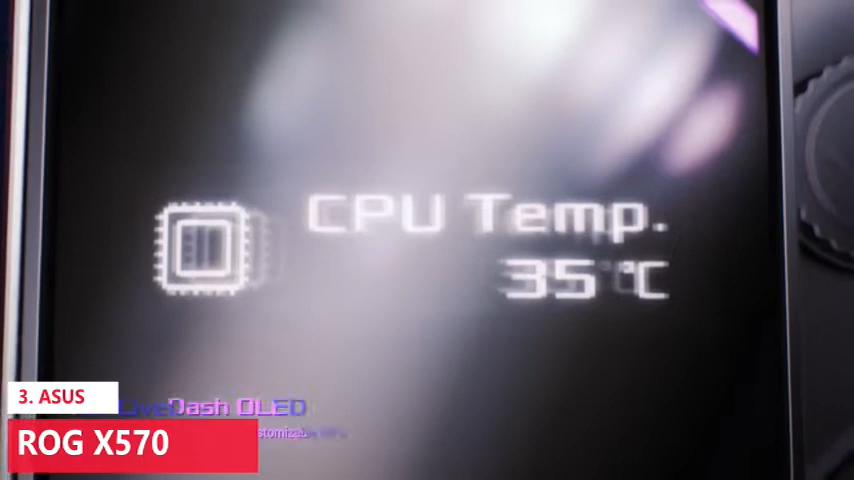 CPU Temp.
35°C
3. ASUS
LiveDash OLED
ROG X570